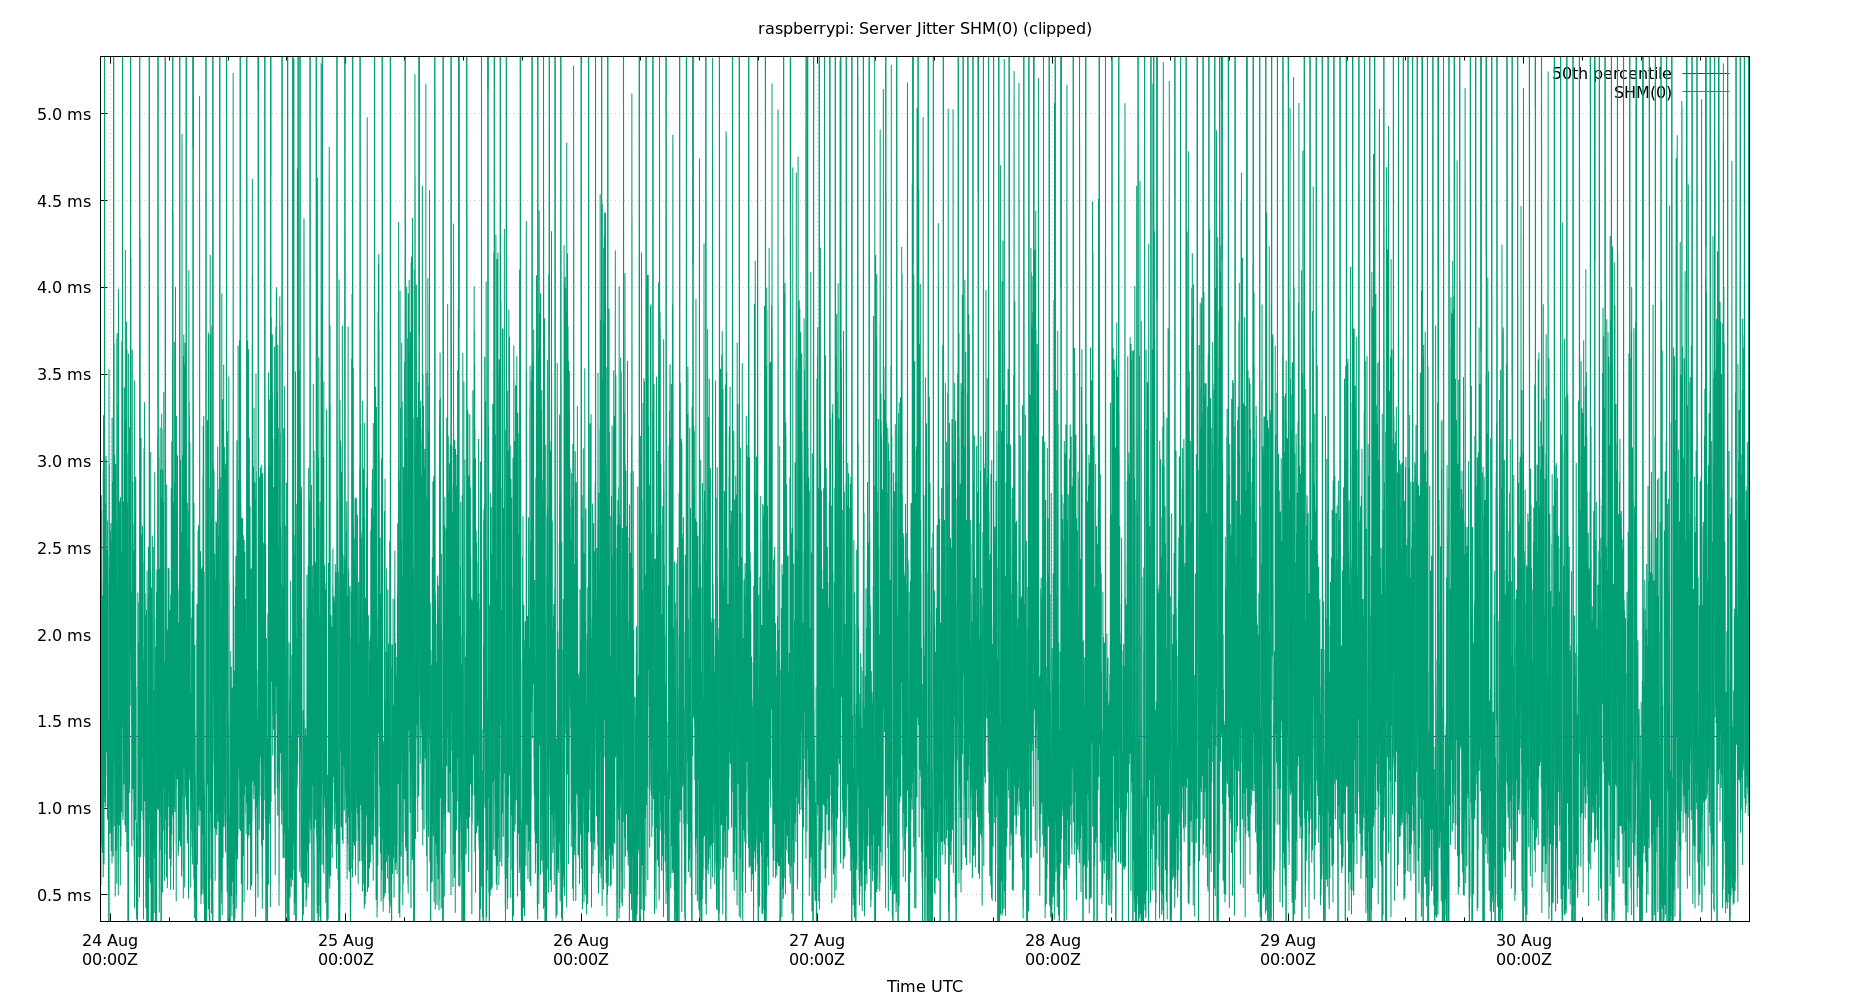 raspberrypi: Server Jitter SHM(0) (clipped)
50th percentile
SHM(0)
5.0 ms
4.5 ms
4.0 ms
3.5 ms
3.0 ms
2.5 ms
2.0 ms
1.5 ms
1.0 ms
0.5 ms
24 Aug 25 Aug 26 Aug 27 Aug 28 Aug 29 Aug 30 Aug
00:00Z 00:00Z 00:00Z 00:00Z 00:00Z 00:00Z 00:00Z
Time UTC